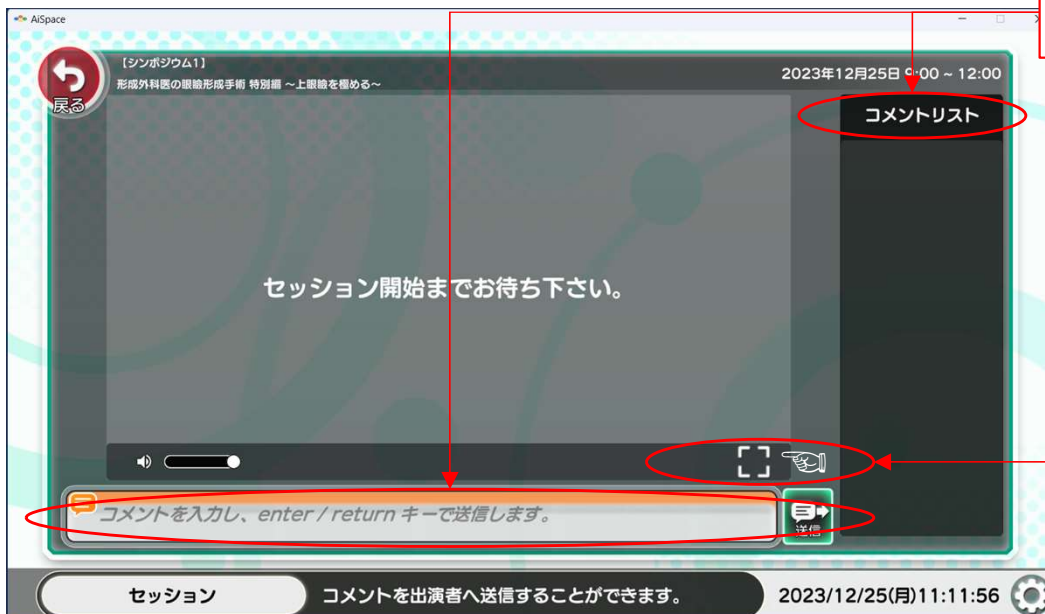 AiSpace
【シンポジウム1】
形成外科医の眼瞼形成手術 特別編 ～上眼瞼を極める～
2023年12月25日 9:00 ~ 12:00
戻る
コメントリスト
セッション開始までお待ち下さい。
コメントを入力し、enter / return キーで送信します。
送信
セッション
コメントを出演者へ送信することができます。
2023/12/25(月)11:11:56